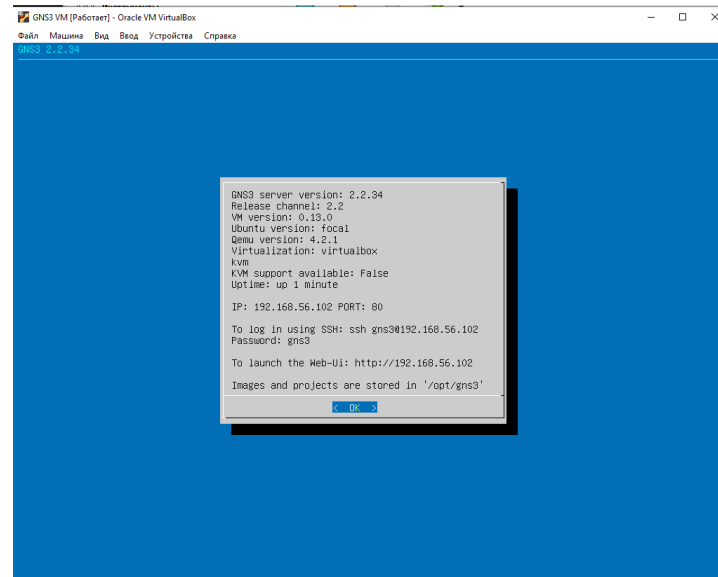 GNS3 VM [Работает] - Oracle VM VirtualBox
Файл Машина Вид Ввод Устройства Справка
GNS3 2.2.34
GNS3 server version: 2.2.34
Release channel: 2.2
VM version: 0.13.0
Ubuntu version: focal
Qemu version: 4.2.1
Virtualization: virtualbox
kvm
KVM support available: False
Uptime: up 1 minute
IP: 192.168.56.102 PORT: 80
To log in using SSH: ssh gns3@192.168.56.102
Password: gns3
To launch the Web-Ui: http://192.168.56.102
Images and projects are stored in '/opt/gns3'
< OK >